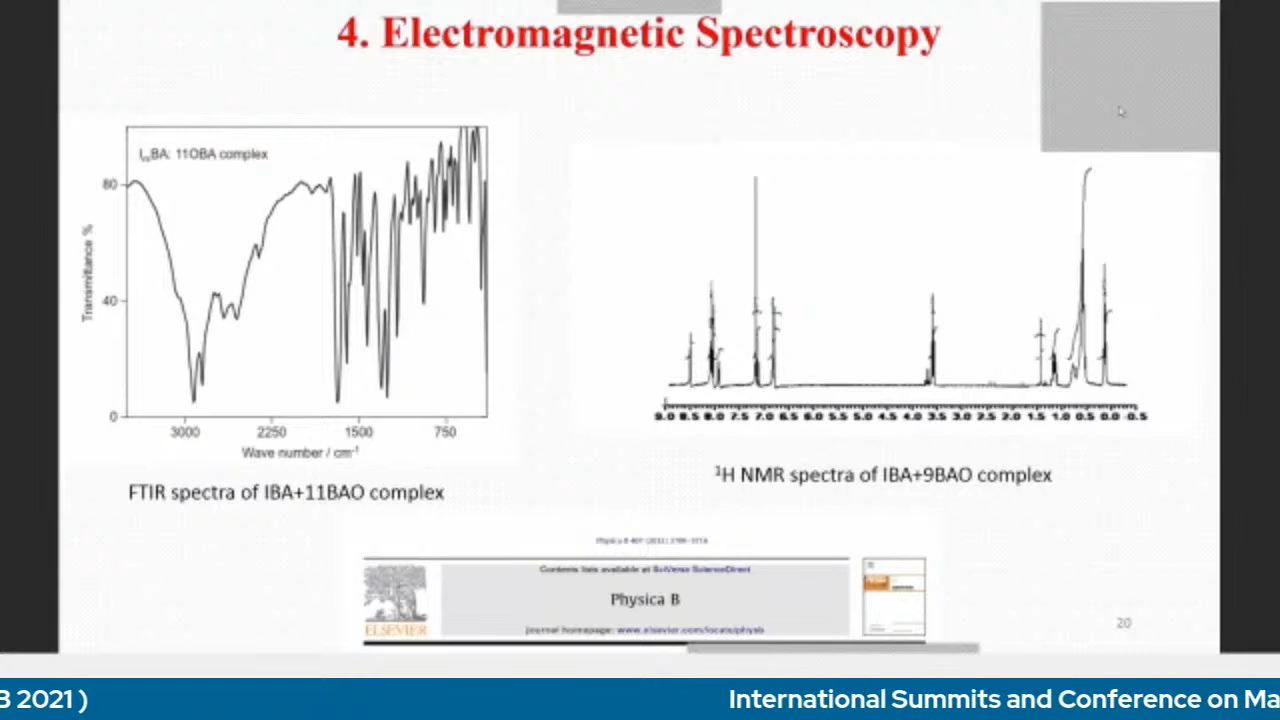 4. Electromagnetic Spectroscopy
BA: 11OBA complex
Transmittance %
80
40
0
3000 2250 1500 750
Wave number / cm⁻¹
FTIR spectra of IBA+11BAO complex
9.0 8.5 8.0 7.5 7.0 6.5 6.0 5.5 5.0 4.5 4.0 3.5 3.0 2.5 2.0 1.5 1.0 0.5 0.0 -0.5
¹H NMR spectra of IBA+9BAO complex
Contents lists available at SciVerse ScienceDirect
Physica B
journal homepage: www.elsevier.com/locate/physb
ELSEVIER
20
B 2021 )
International Summits and Conference on Ma